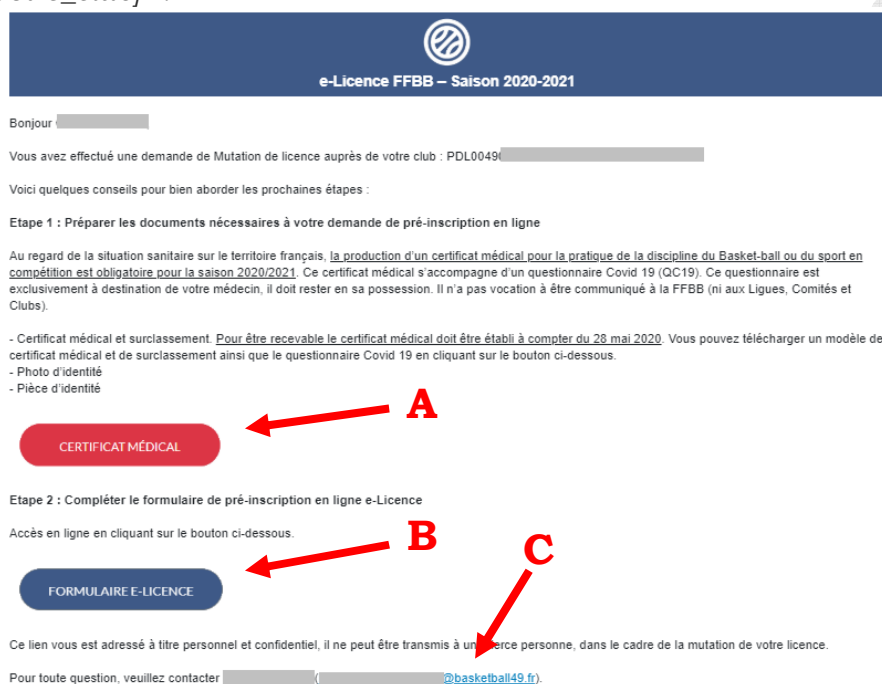 e-Licence FFBB – Saison 2020-2021
Bonjour
Vous avez effectué une demande de Mutation de licence auprès de votre club : PDL0049
Voici quelques conseils pour bien aborder les prochaines étapes :
Etape 1 : Préparer les documents nécessaires à votre demande de pré-inscription en ligne
Au regard de la situation sanitaire sur le territoire français, la production d'un certificat médical pour la pratique de la discipline du Basket-ball ou du sport en
compétition est obligatoire pour la saison 2020/2021. Ce certificat médical s'accompagne d'un questionnaire Covid 19 (QC19). Ce questionnaire est
exclusivement à destination de votre médecin, il doit rester en sa possession. Il n'a pas vocation à être communiqué à la FFBB (ni aux Ligues, Comités et
Clubs).
- Certificat médical et surclassement. Pour être recevable le certificat médical doit être établi à compter du 28 mai 2020. Vous pouvez télécharger un modèle de
certificat médical et de surclassement ainsi que le questionnaire Covid 19 en cliquant sur le bouton ci-dessous.
- Photo d'identité
- Pièce d'identité
A
CERTIFICAT MÉDICAL
Etape 2 : Compléter le formulaire de pré-inscription en ligne e-Licence
Accès en ligne en cliquant sur le bouton ci-dessous.
B
C
FORMULAIRE E-LICENCE
Ce lien vous est adressé à titre personnel et confidentiel, il ne peut être transmis à une tierce personne, dans le cadre de la mutation de votre licence.
Pour toute question, veuillez contacter ( @basketball49.fr).